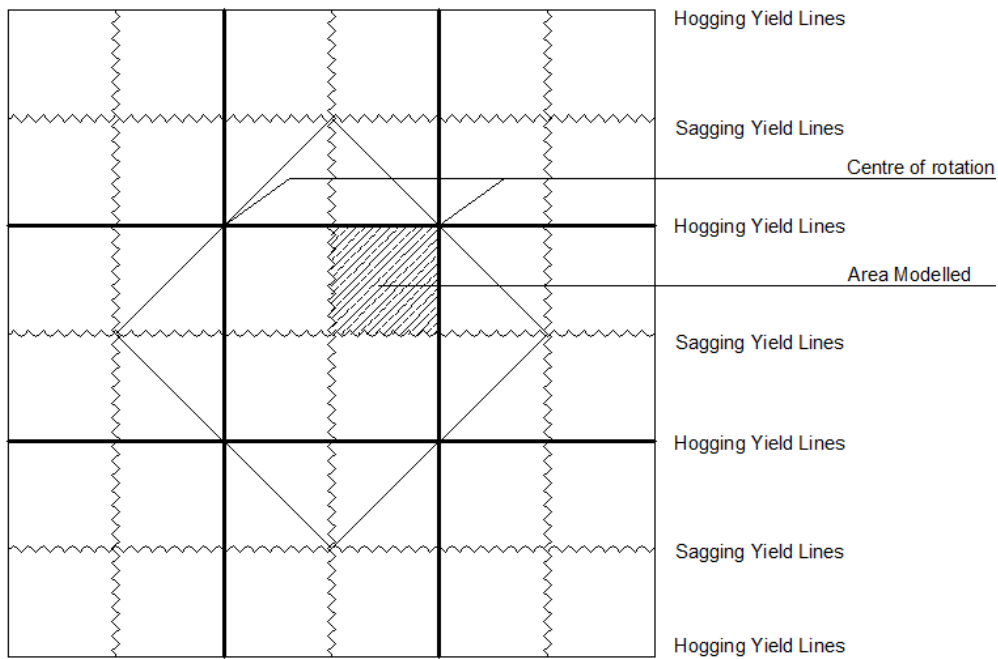 Hogging Yield Lines
Sagging Yield Lines
Centre of rotation
Hogging Yield Lines
Area Modelled
Sagging Yield Lines
Hogging Yield Lines
Sagging Yield Lines
Hogging Yield Lines